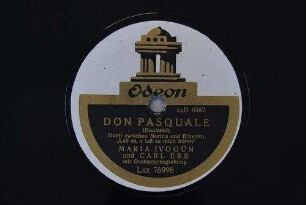 Odeon
xxB 6867
DON PASQUALE
(Donizetti)
Duett zwischen Norina und Ernesto:
„Laß es, o laß es mich hören"
MARIA IVOGÜN
und CARL ERB
mit Orchesterbegleitung
Lxx 76998